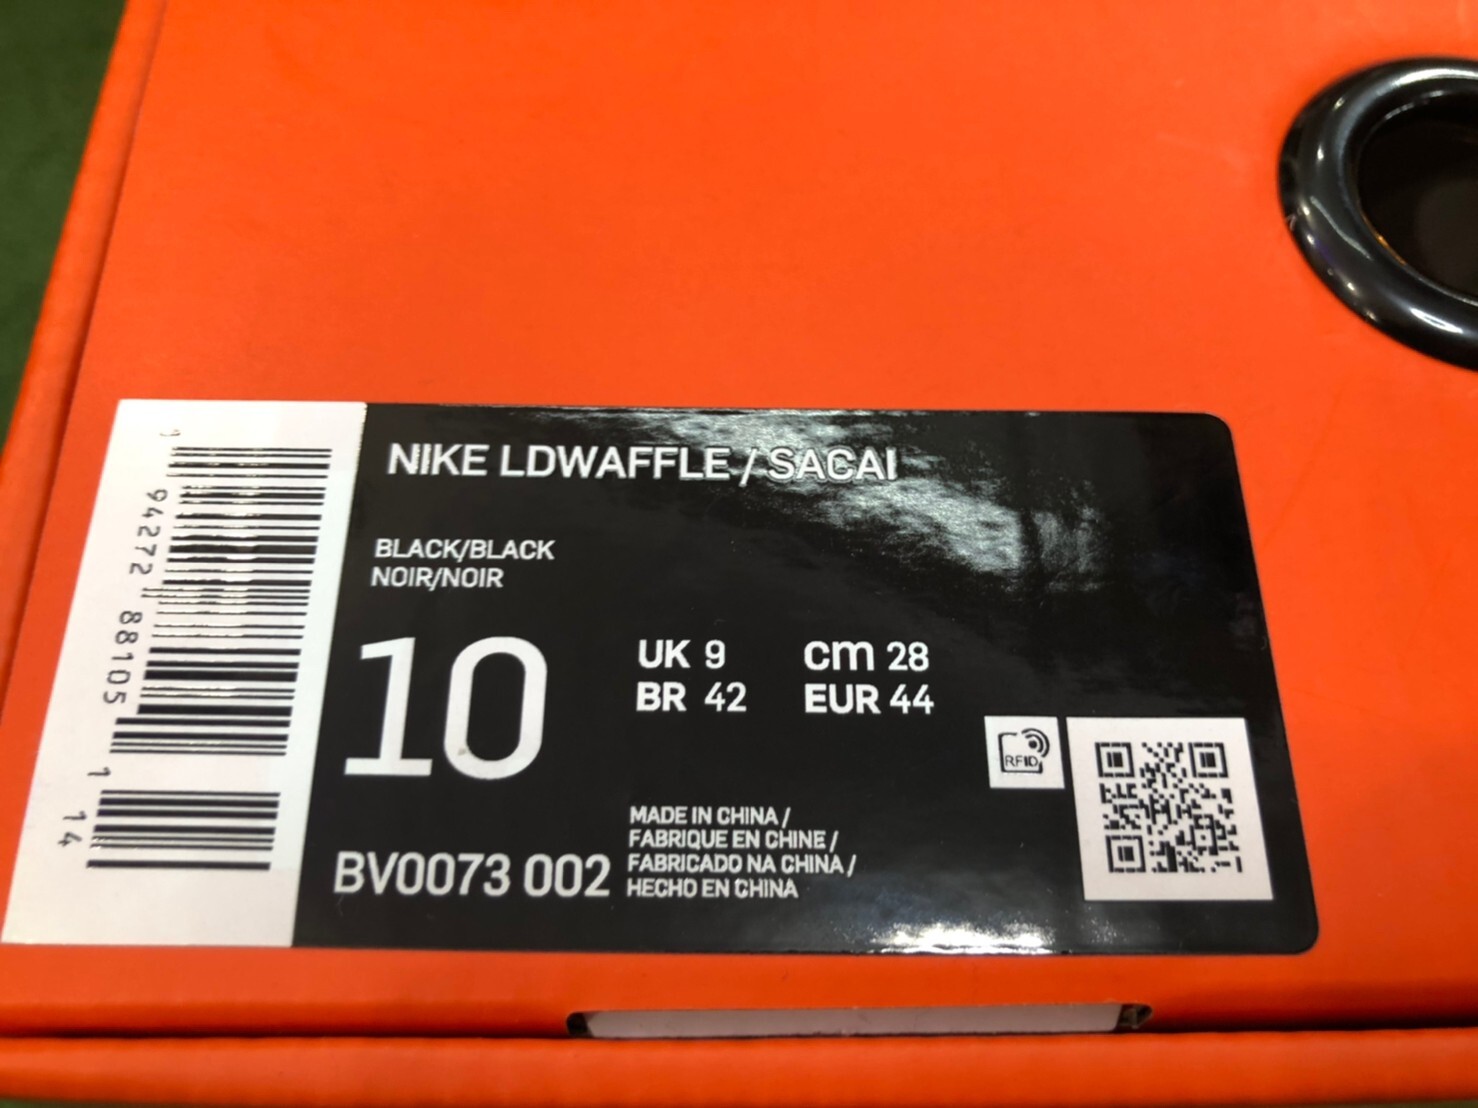 NIKE LDWAFFLE / SACAI
BLACK/BLACK
NOIR/NOIR
10
UK 9
cm 28
BR 42
EUR 44
RFID
MADE IN CHINA /
FABRIQUE EN CHINE /
FABRICADO NA CHINA /
HECHO EN CHINA
BV0073 002
94272 88105 1
14